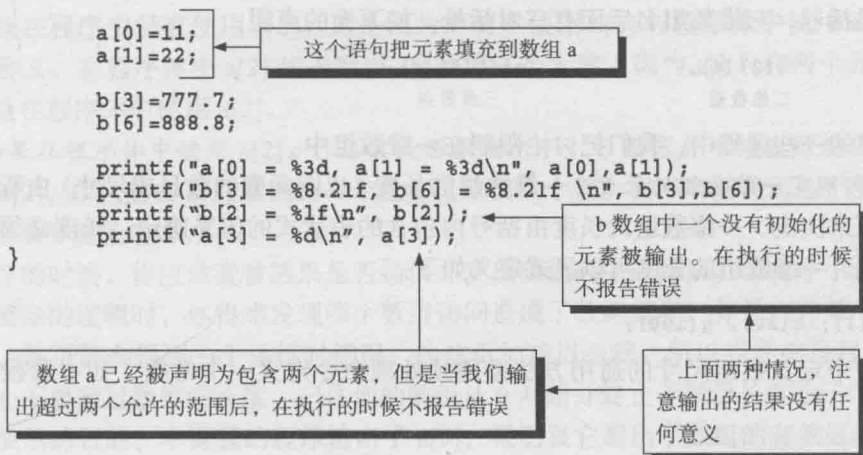 a[0]=11;
a[1]=22;
这个语句把元素填充到数组 a
b[3]=777.7;
b[6]=888.8;
printf("a[0] = %3d, a[1] = %3d\n", a[0],a[1]);
printf("b[3] = %8.2lf, b[6] = %8.2lf \n", b[3],b[6]);
printf("b[2] = %lf\n", b[2]);
printf("a[3] = %d\n", a[3]);
}
数组中一个没有初始化的
元素被输出。在执行的时候
不报告错误
数组 a 已经被声明为包含两个元素，但是当我们输
出超过两个允许的范围后，在执行的时候不报告错误
上面两种情况，注
意输出的结果没有任
何意义